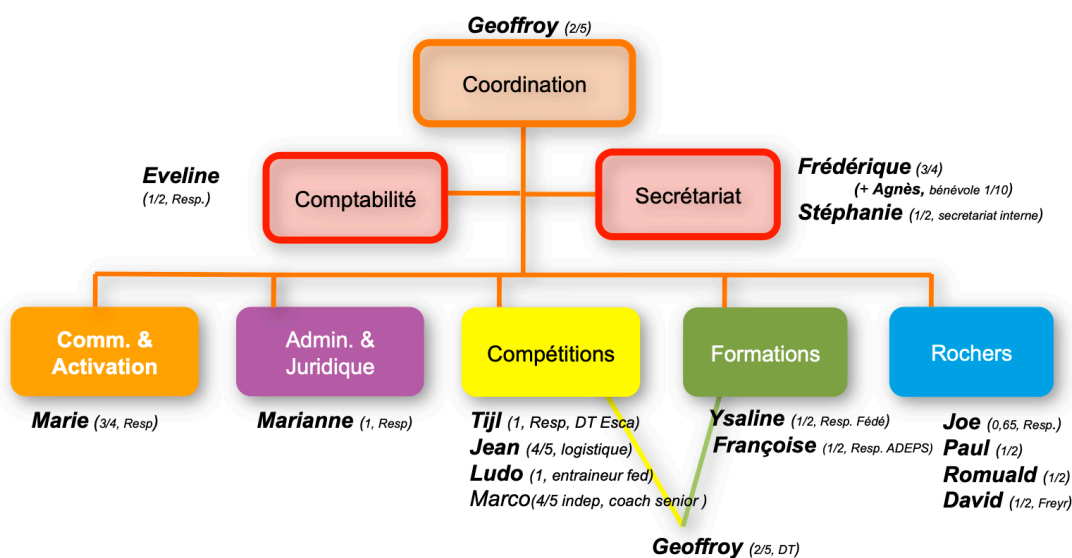 Geoffroy (2/5)
Coordination
Eveline
(1/2, Resp.)
Comptabilité
Secrétariat
Frédérique (3/4)
(+ Agnès, bénévole 1/10)
Stéphanie (1/2, secretariat interne)
Comm. &
Activation
Admin. &
Juridique
Compétitions
Formations
Rochers
Marie (3/4, Resp)
Marianne (1, Resp)
Tijl (1, Resp, DT Esca)
Jean (4/5, logistique)
Ludo (1, entraineur fed)
Marco(4/5 indep, coach senior )
Ysaline (1/2, Resp. Fédé)
Françoise (1/2, Resp. ADEPS)
Joe (0,65, Resp.)
Paul (1/2)
Romuald (1/2)
David (1/2, Freyr)
Geoffroy (2/5, DT)